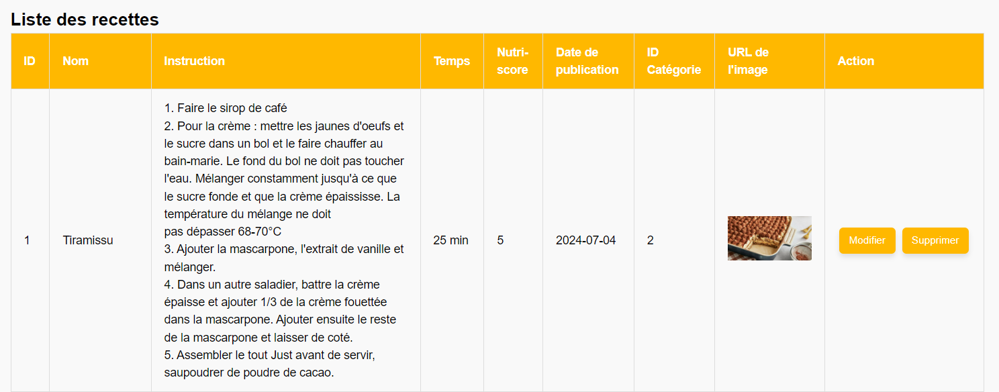 Liste des recettes
ID
Nom
Instruction
Temps
Nutri-
score
Date de
publication
ID
Catégorie
URL de
l'image
Action
1
Tiramissu
1. Faire le sirop de café
2. Pour la crème : mettre les jaunes d'oeufs et
le sucre dans un bol et le faire chauffer au
bain-marie. Le fond du bol ne doit pas toucher
l'eau. Mélanger constamment jusqu'à ce que
le sucre fonde et que la crème épaississe. La
température du mélange ne doit
pas dépasser 68-70°C
3. Ajouter la mascarpone, l'extrait de vanille et
mélanger.
4. Dans un autre saladier, battre la crème
épaisse et ajouter 1/3 de la crème fouettée
dans la mascarpone. Ajouter ensuite le reste
de la mascarpone et laisser de coté.
5. Assembler le tout Just avant de servir,
saupoudrer de poudre de cacao.
25 min
5
2024-07-04
2
Modifier
Supprimer